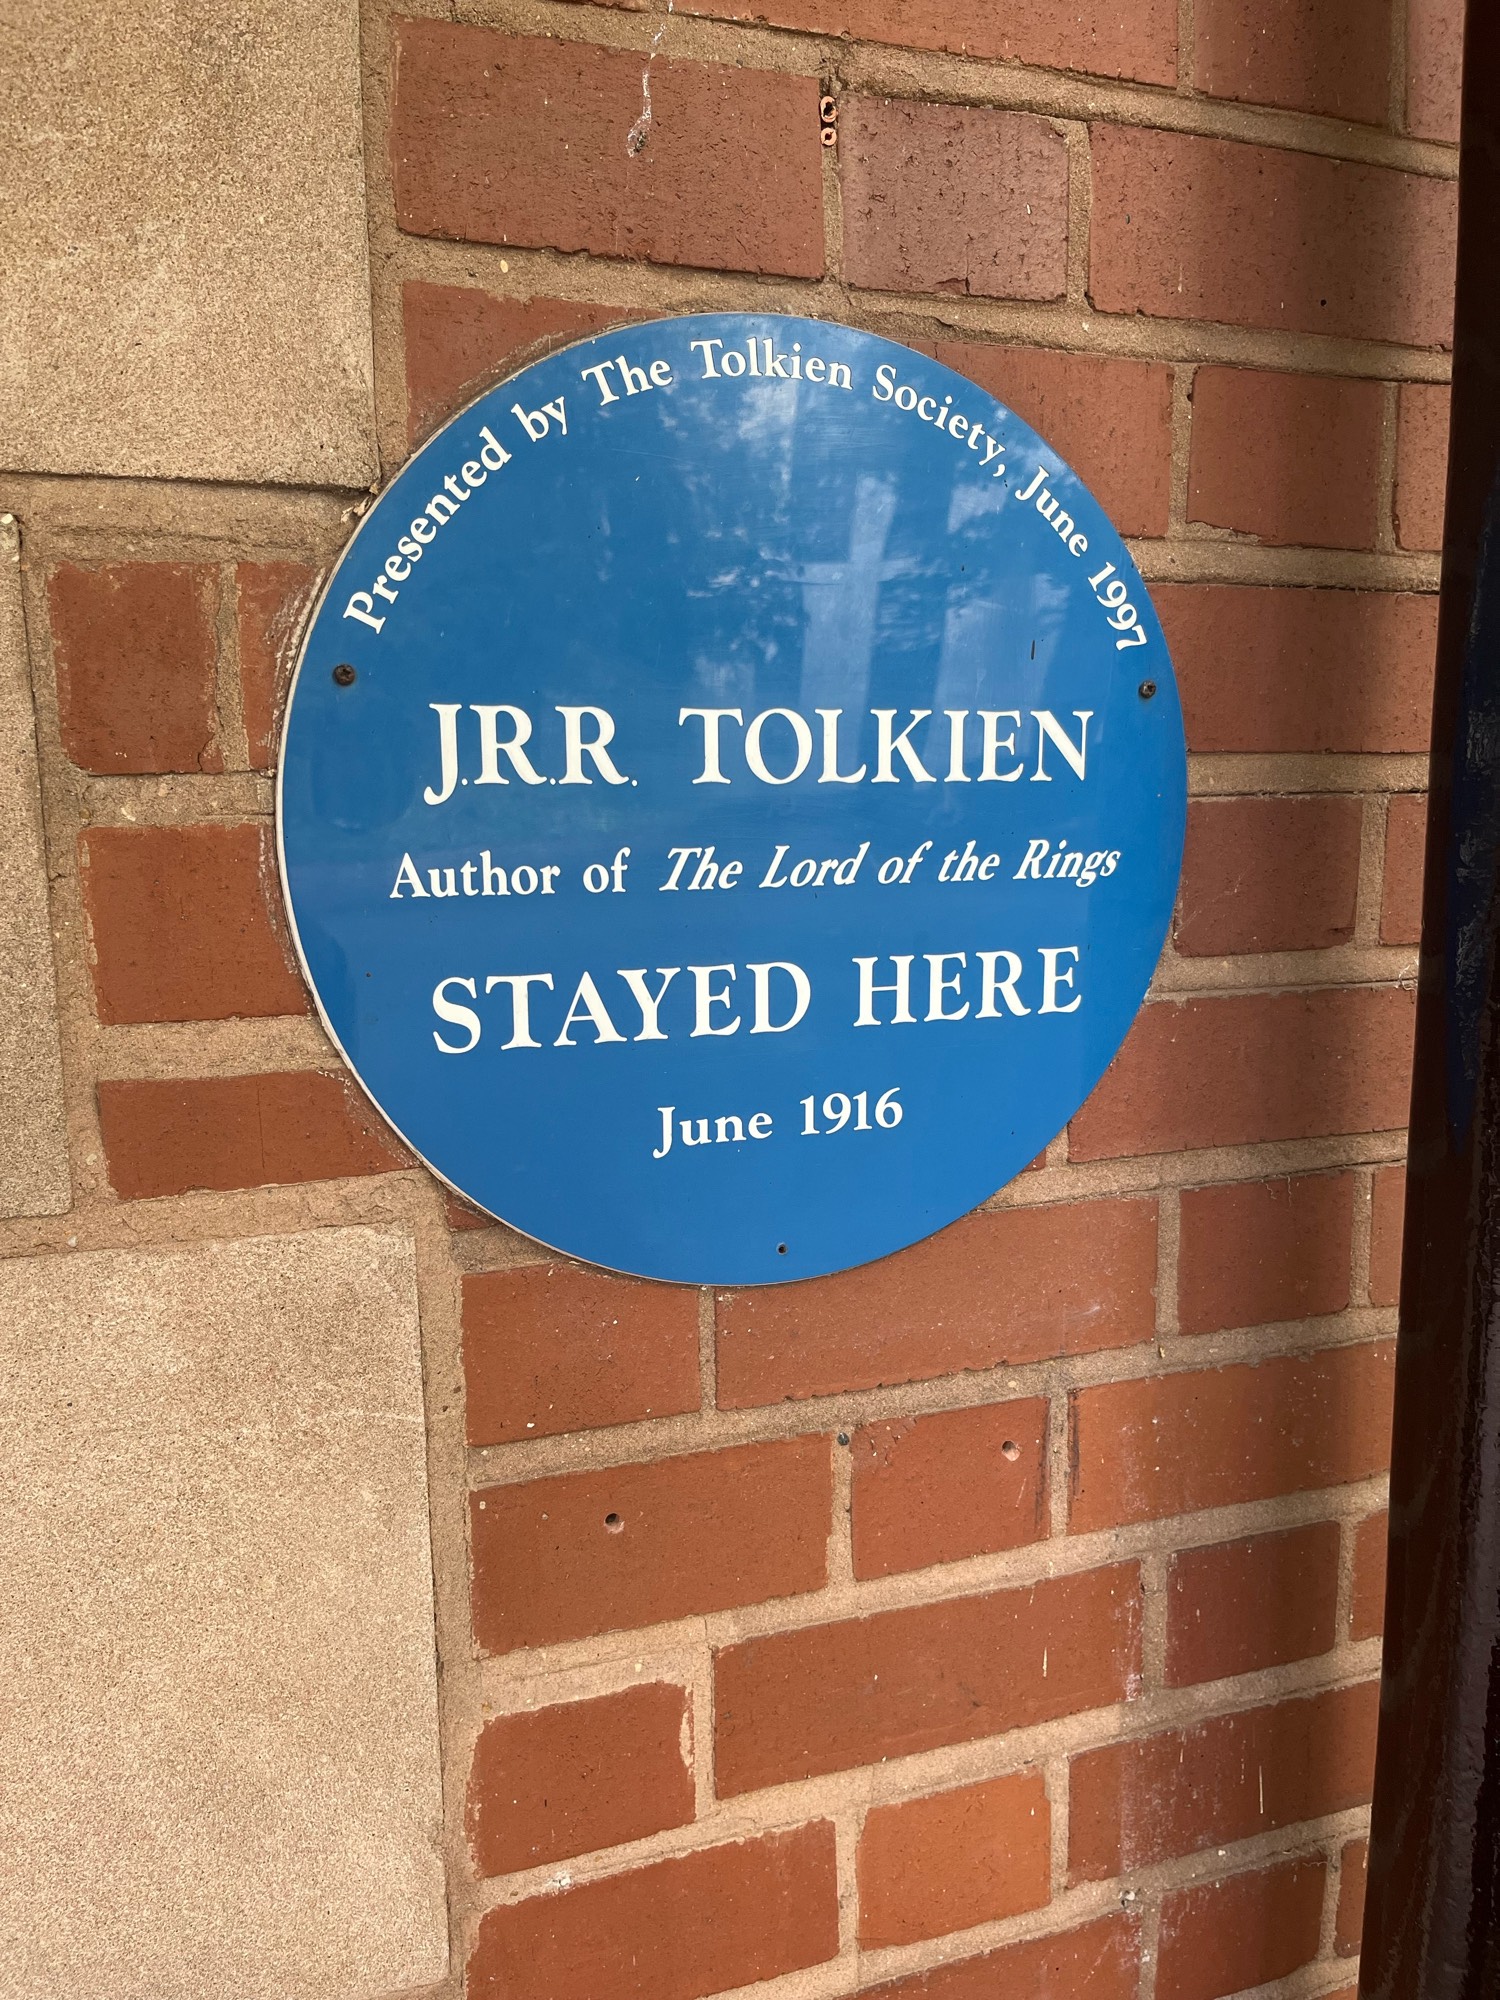 Presented by The Tolkien Society, June 1997
J.R.R. TOLKIEN
Author of The Lord of the Rings
STAYED HERE
June 1916